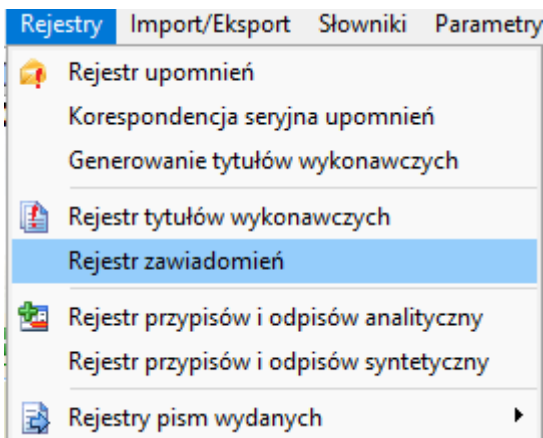 Rejestry Import/Eksport Słowniki Parametry
Rejestr upomnień
Korespondencja seryjna upomnień
Generowanie tytułów wykonawczych
Rejestr tytułów wykonawczych
Rejestr zawiadomień
Rejestr przypisów i odpisów analityczny
Rejestr przypisów i odpisów syntetyczny
Rejestry pism wydanych